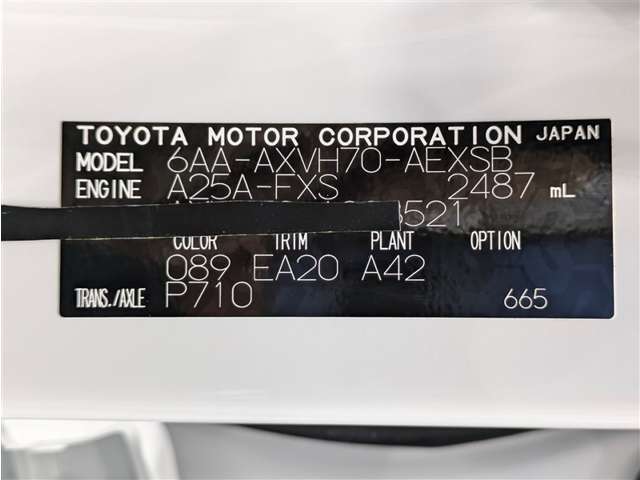 TOYOTA MOTOR CORPORATION JAPAN
MODEL 6AA-AXVH70-AEXSB
ENGINE A25A-FXS 2487 mL
8521
COLOR TRIM PLANT OPTION
089 EA20 A42
TRANS./AXLE P710 665